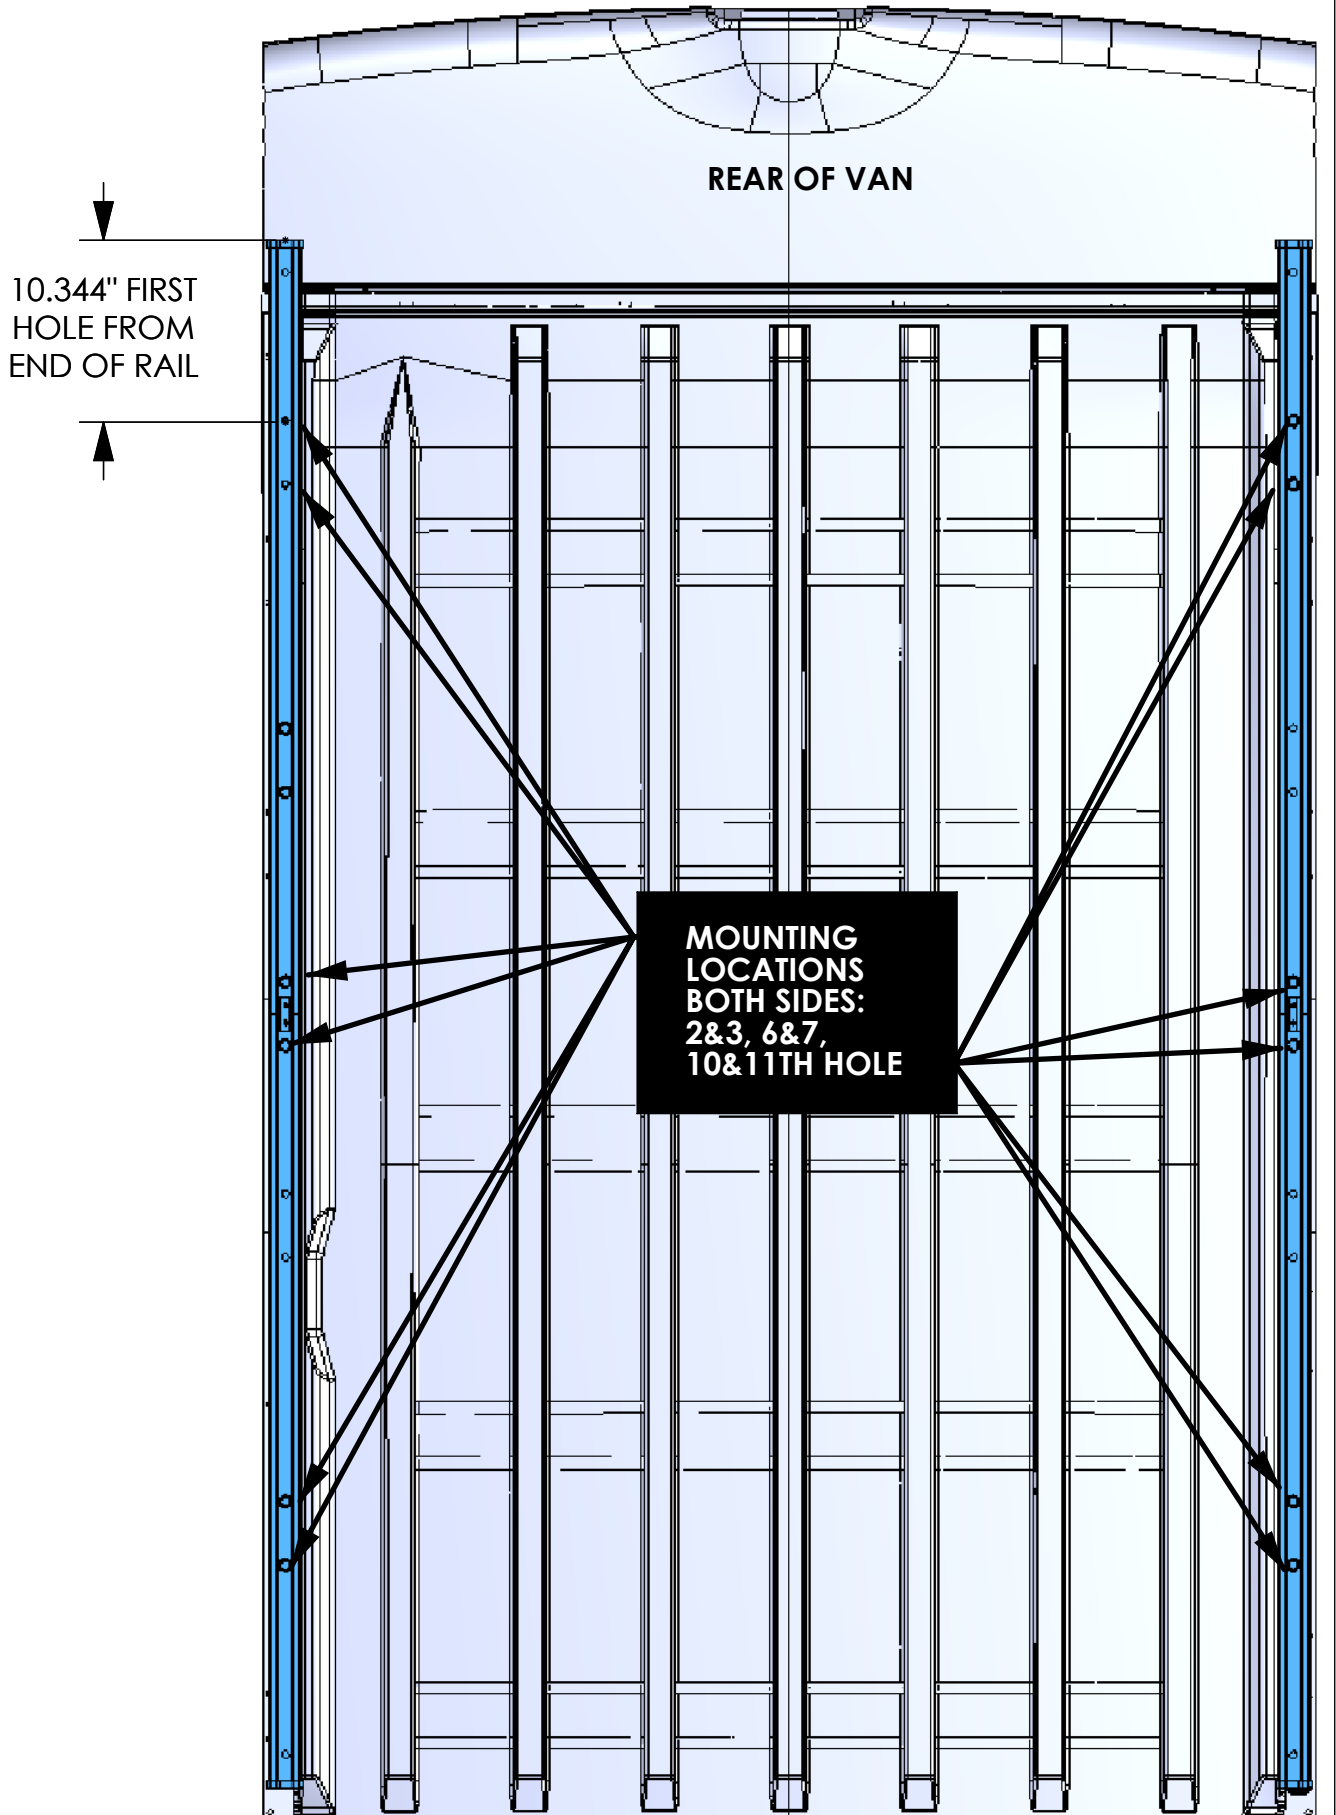 REAR OF VAN
10.344" FIRST
HOLE FROM
END OF RAIL
MOUNTING
LOCATIONS
BOTH SIDES:
2&3, 6&7,
10&11TH HOLE